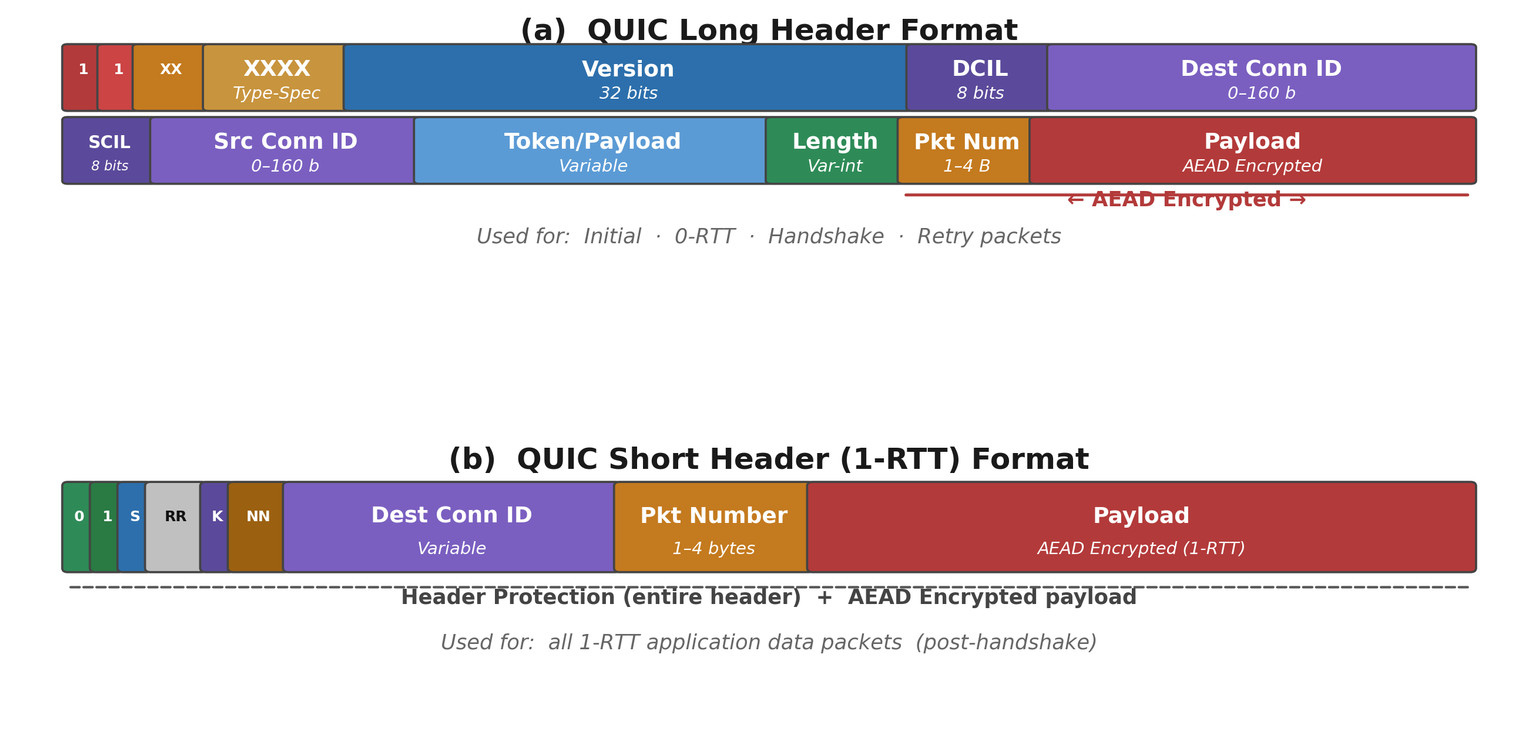 (a)  QUIC Long Header Format
1 1 XX XXXX Version DCIL Dest Conn ID
Type-Spec 32 bits 8 bits 0–160 b
SCIL Src Conn ID Token/Payload Length Pkt Num Payload
8 bits 0–160 b Variable Var-int 1–4 B AEAD Encrypted
← AEAD Encrypted →
Used for:  Initial  ·  0-RTT  ·  Handshake  ·  Retry packets
(b)  QUIC Short Header (1-RTT) Format
0 1 S RR K NN Dest Conn ID Pkt Number Payload
Variable 1–4 bytes AEAD Encrypted (1-RTT)
Header Protection (entire header)  +  AEAD Encrypted payload
Used for:  all 1-RTT application data packets  (post-handshake)